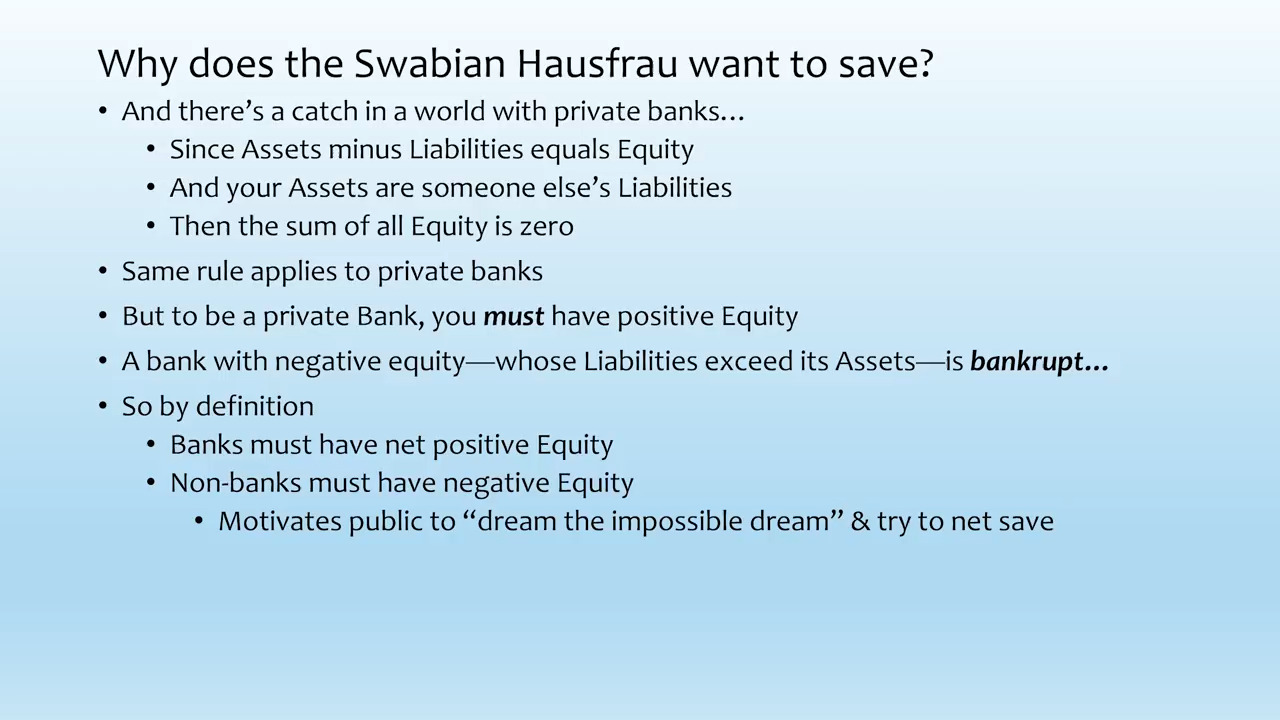 Why does the Swabian Hausfrau want to save?
• And there’s a catch in a world with private banks…
• Since Assets minus Liabilities equals Equity
• And your Assets are someone else’s Liabilities
• Then the sum of all Equity is zero
• Same rule applies to private banks
• But to be a private Bank, you must have positive Equity
• A bank with negative equity—whose Liabilities exceed its Assets—is bankrupt…
• So by definition
• Banks must have net positive Equity
• Non-banks must have negative Equity
• Motivates public to “dream the impossible dream” & try to net save